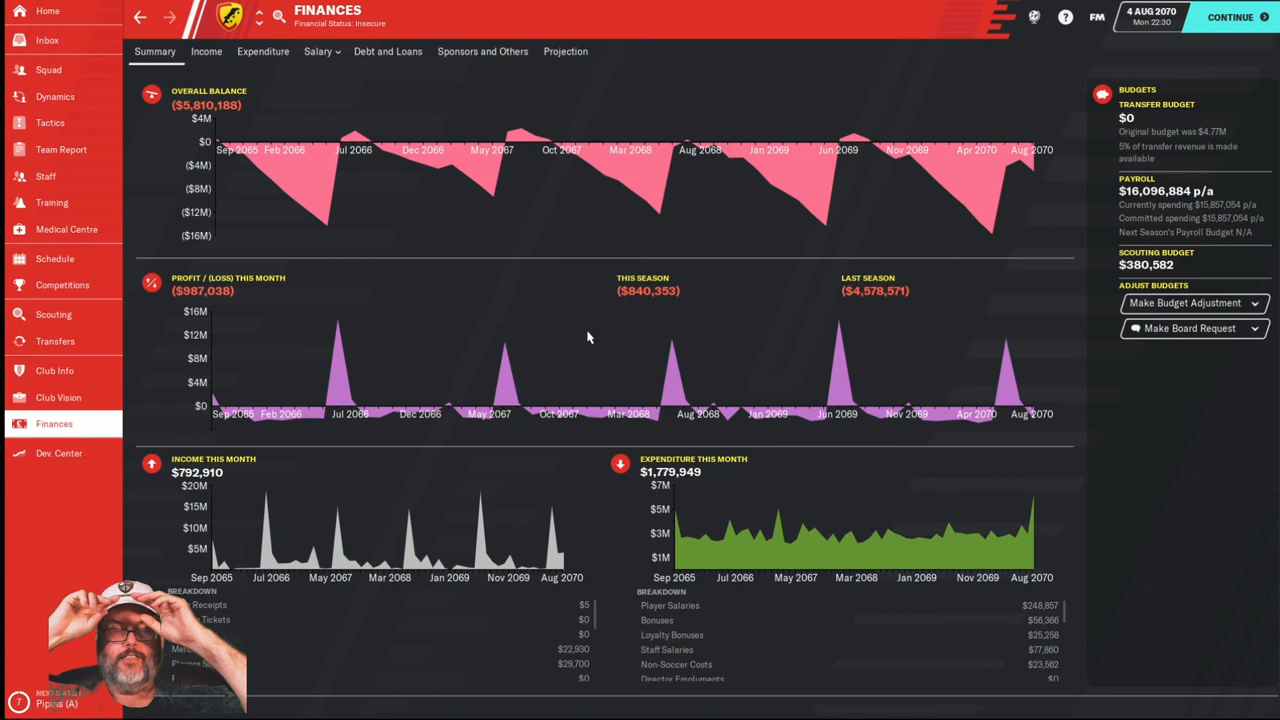 Home
Inbox
Squad
Dynamics
Tactics
Team Report
Staff
Training
Medical Centre
Schedule
Competitions
Scouting
Transfers
Club Info
Club Vision
Finances
Dev. Center
7
NEXT MATCH
Pipins (A)
FINANCES
Financial Status: Insecure
?
FM
4 AUG 2070
Mon 22:30
CONTINUE
Summary
Income
Expenditure
Salary
Debt and Loans
Sponsors and Others
Projection
OVERALL BALANCE
($5,810,188)
$4M
$0
($4M)
($8M)
($12M)
($16M)
Sep 2065 Feb 2066 Jul 2066 Dec 2066 May 2067 Oct 2067 Mar 2068 Aug 2068 Jan 2069 Jun 2069 Nov 2069 Apr 2070 Aug 2070
PROFIT / (LOSS) THIS MONTH
($987,038)
THIS SEASON
($840,353)
LAST SEASON
($4,578,571)
$16M
$12M
$8M
$4M
$0
Sep 2065 Feb 2066 Jul 2066 Dec 2066 May 2067 Oct 2067 Mar 2068 Aug 2068 Jan 2069 Jun 2069 Nov 2069 Apr 2070 Aug 2070
INCOME THIS MONTH
$792,910
$20M
$15M
$10M
$5M
Sep 2065 Jul 2066 May 2067 Mar 2068 Jan 2069 Nov 2069 Aug 2070
BREAKDOWN
Receipts $5
Tickets $0
$0
$22,930
$29,700
$0
EXPENDITURE THIS MONTH
$1,779,949
$7M
$5M
$3M
$1M
Sep 2065 Jul 2066 May 2067 Mar 2068 Jan 2069 Nov 2069 Aug 2070
BREAKDOWN
Player Salaries $248,857
Bonuses $56,366
Loyalty Bonuses $25,258
Staff Salaries $77,860
Non-Soccer Costs $23,562
Director Emoluments $0
BUDGETS
TRANSFER BUDGET
$0
Original budget was $4.77M
5% of transfer revenue is made
available
PAYROLL
$16,096,884 p/a
Currently spending $15,857,054 p/a
Committed spending $15,857,054 p/a
Next Season's Payroll Budget N/A
SCOUTING BUDGET
$380,582
ADJUST BUDGETS
Make Budget Adjustment
Make Board Request